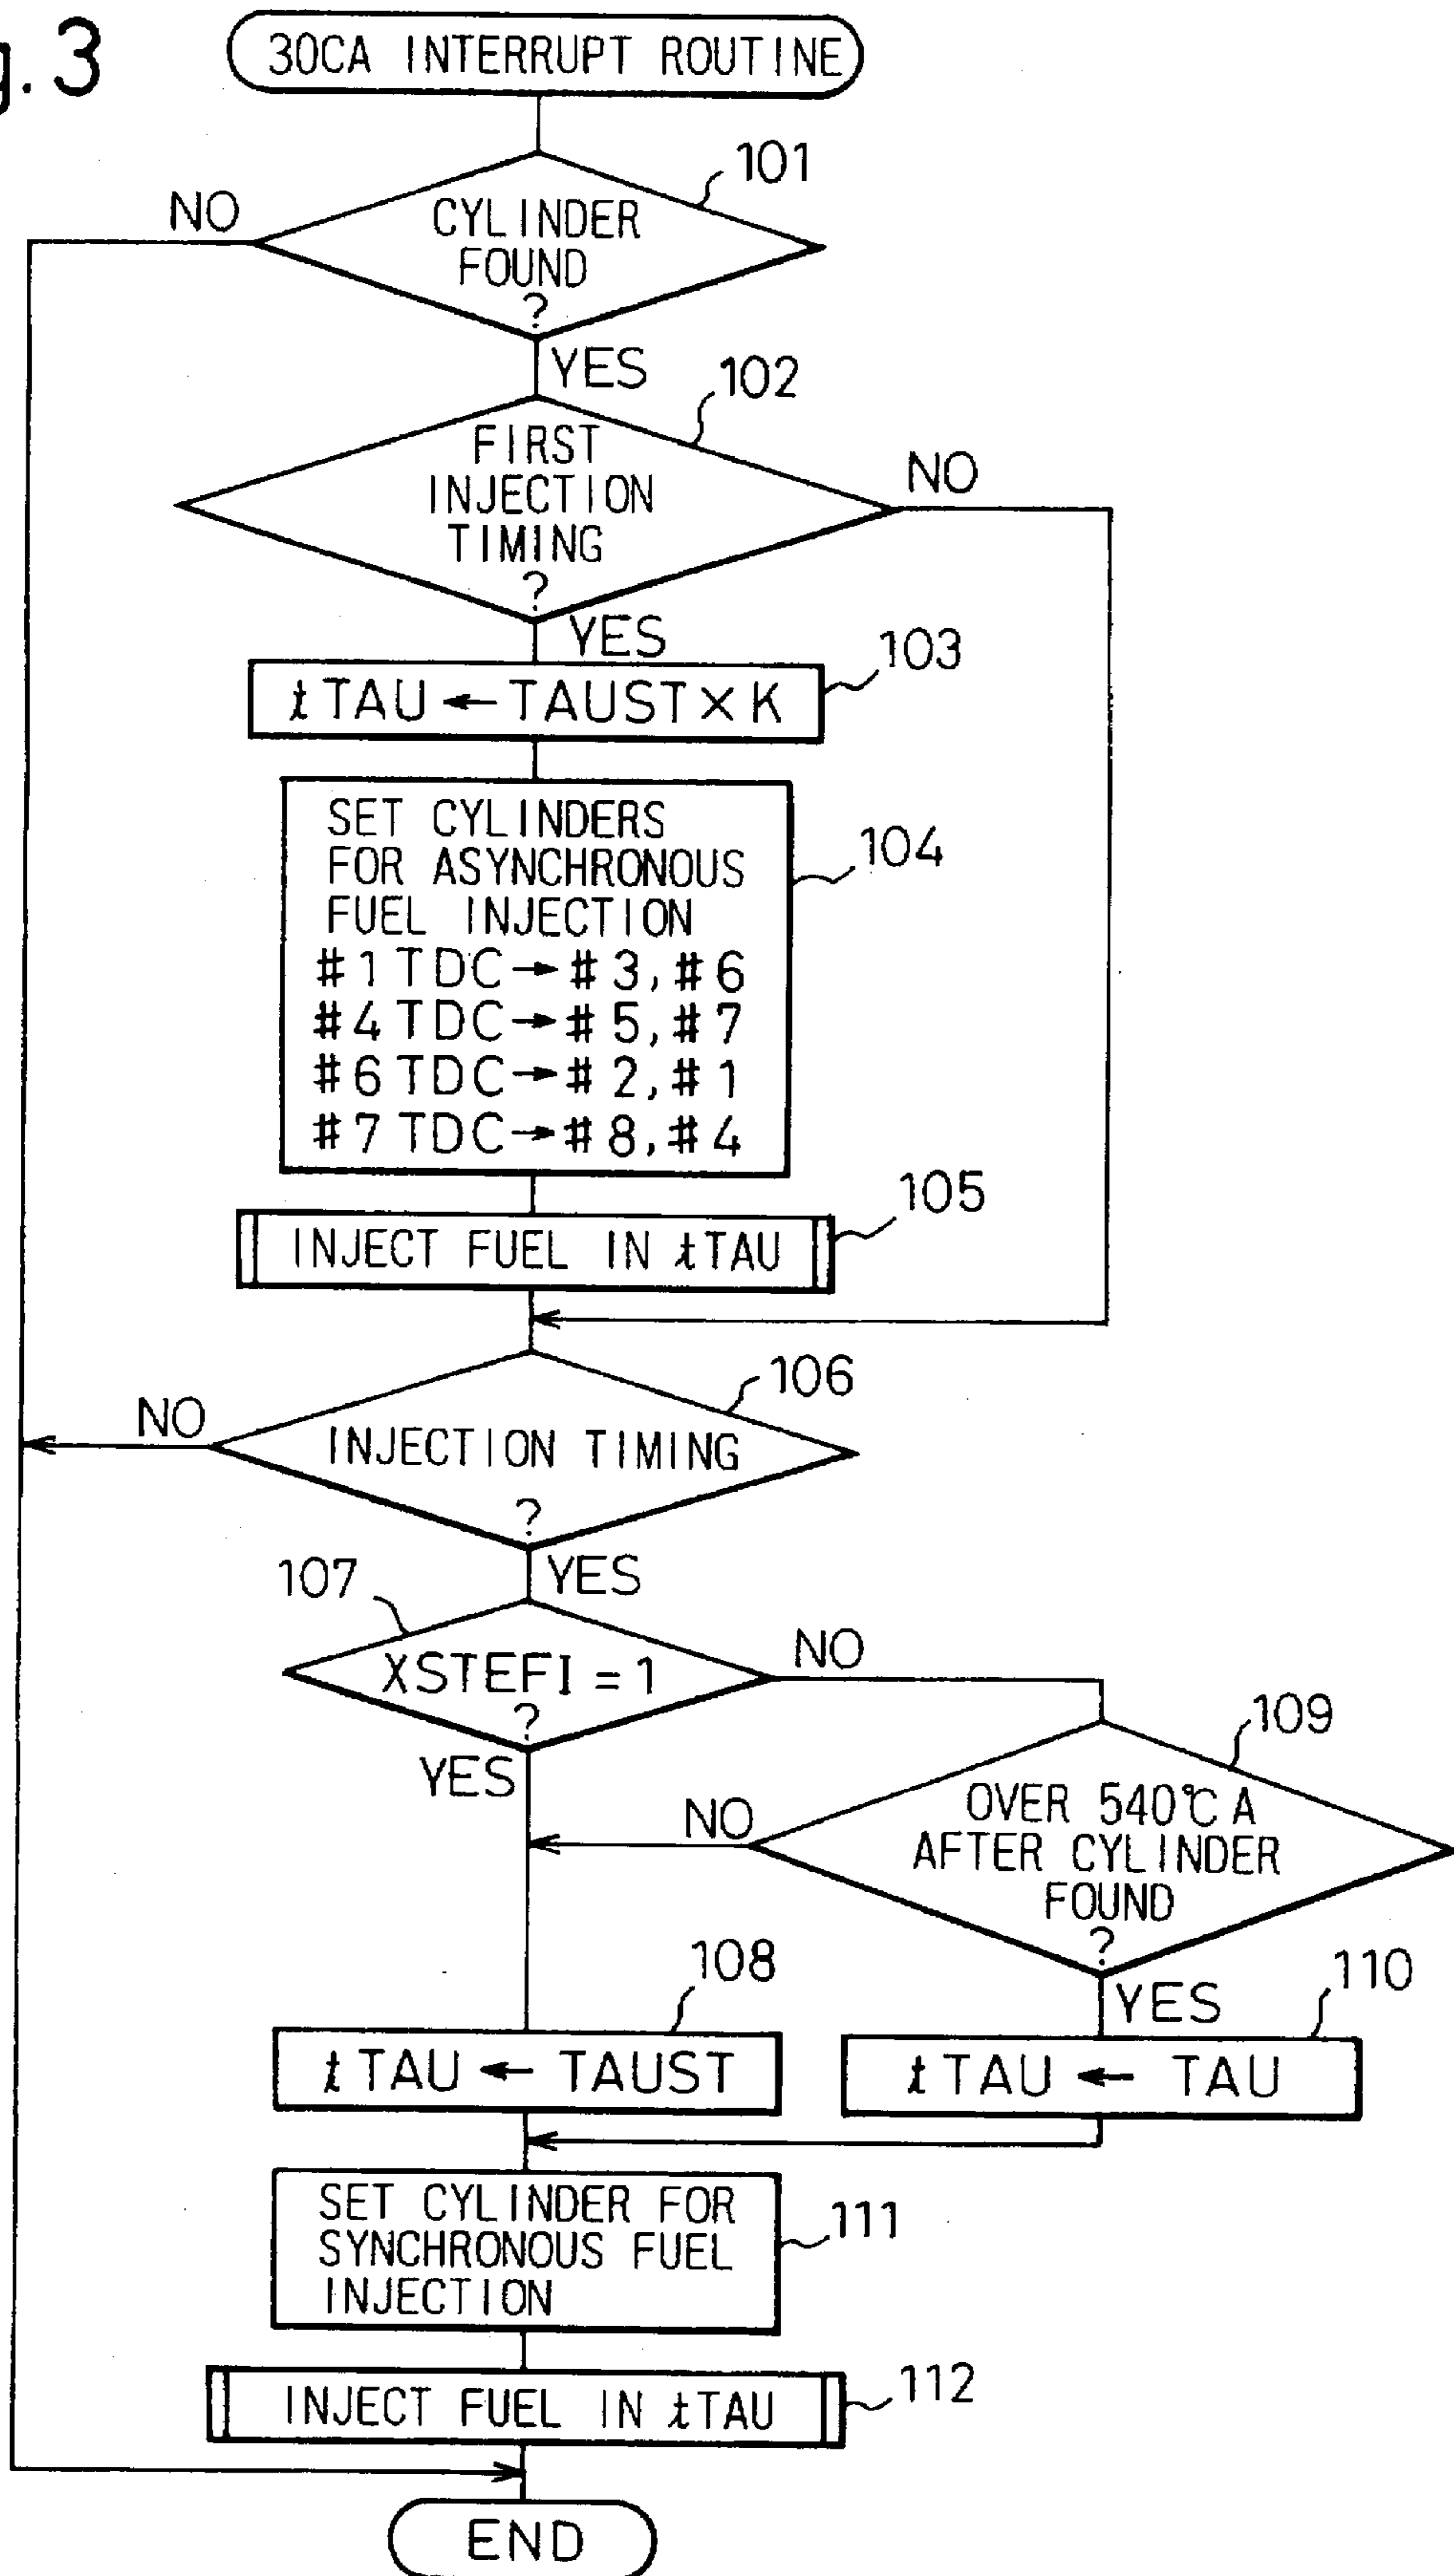 g. 3
30CA INTERRUPT ROUTINE
101
NO
CYLINDER
FOUND
?
YES
102
FIRST
INJECTION
TIMING
?
NO
YES
103
tTAU ← TAUST × K
SET CYLINDERS
FOR ASYNCHRONOUS
FUEL INJECTION
#1 TDC → #3, #6
#4 TDC → #5, #7
#6 TDC → #2, #1
#7 TDC → #8, #4
104
105
INJECT FUEL IN tTAU
106
NO
INJECTION TIMING
?
YES
107
XSTEFI = 1
?
NO
YES
109
OVER 540℃A
AFTER CYLINDER
FOUND
?
NO
YES
108
tTAU ← TAUST
110
tTAU ← TAU
SET CYLINDER FOR
SYNCHRONOUS FUEL
INJECTION
111
INJECT FUEL IN tTAU
112
END